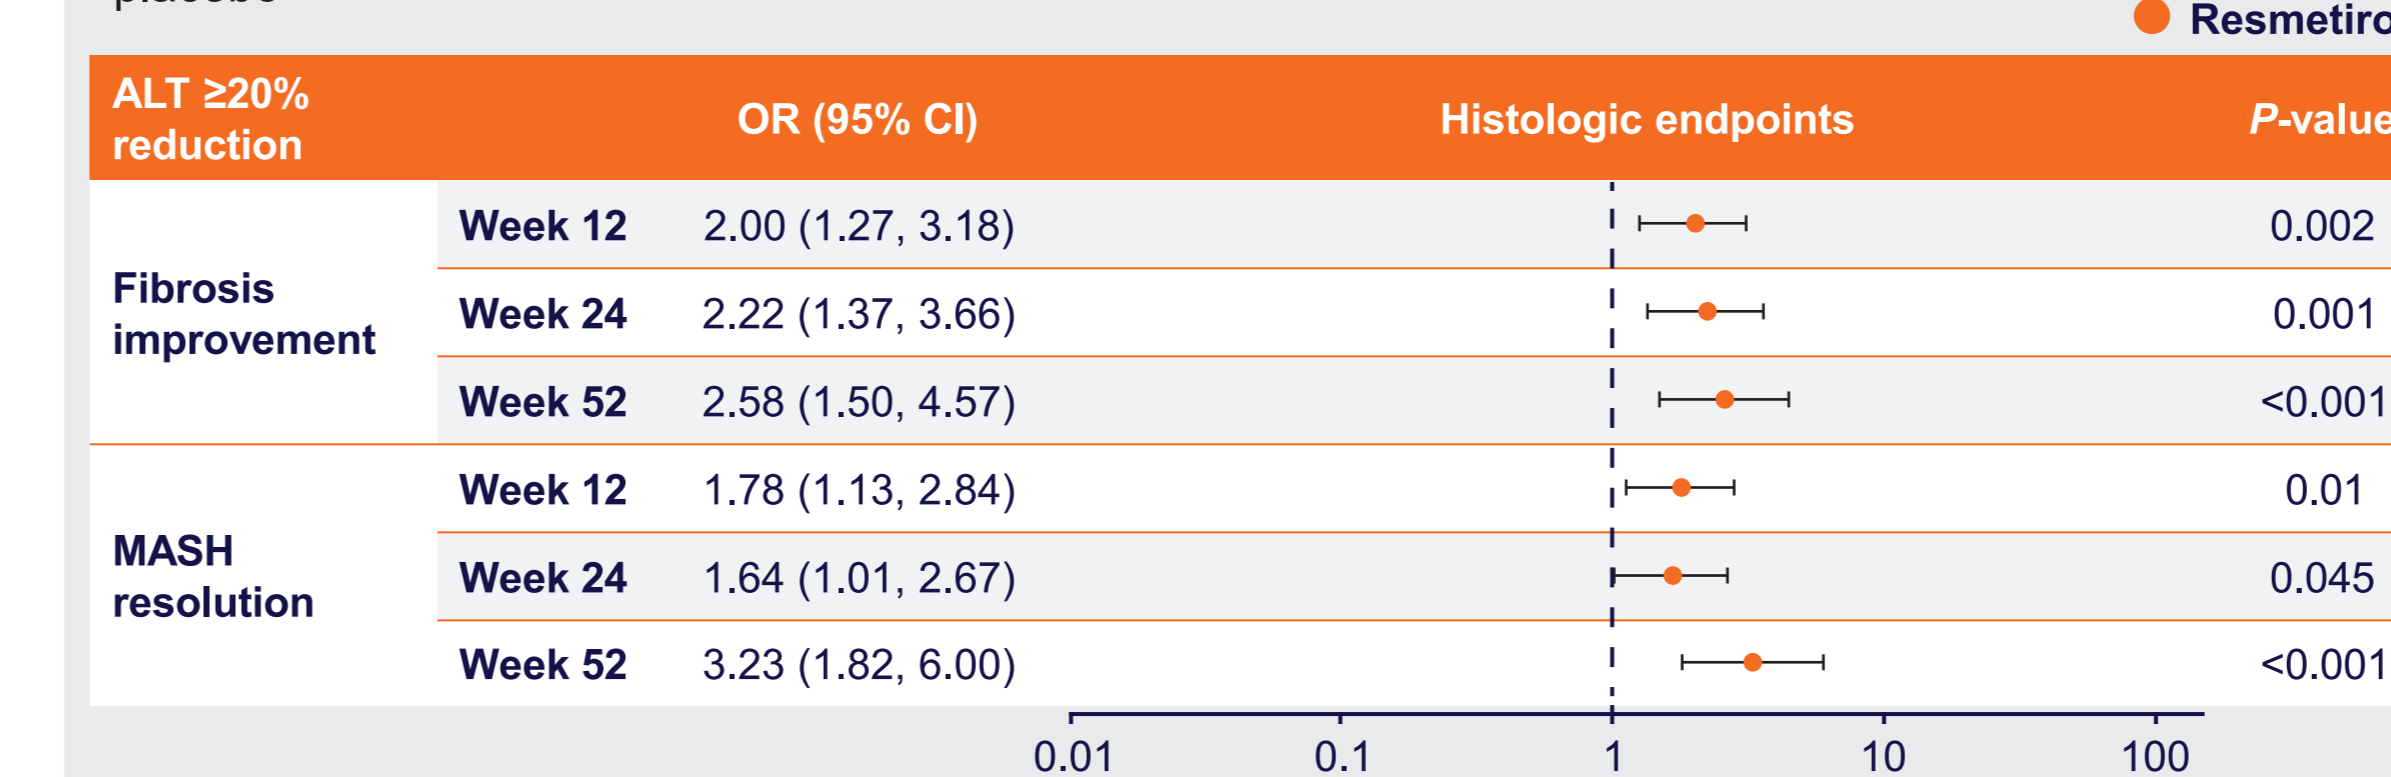 Resmetiro
ALT ≥20%
reduction
OR (95% CI)
Histologic endpoints
P-value
Fibrosis
improvement
Week 12 2.00 (1.27, 3.18) 0.002
Week 24 2.22 (1.37, 3.66) 0.001
Week 52 2.58 (1.50, 4.57) <0.001
MASH
resolution
Week 12 1.78 (1.13, 2.84) 0.01
Week 24 1.64 (1.01, 2.67) 0.045
Week 52 3.23 (1.82, 6.00) <0.001
0.01 0.1 1 10 100